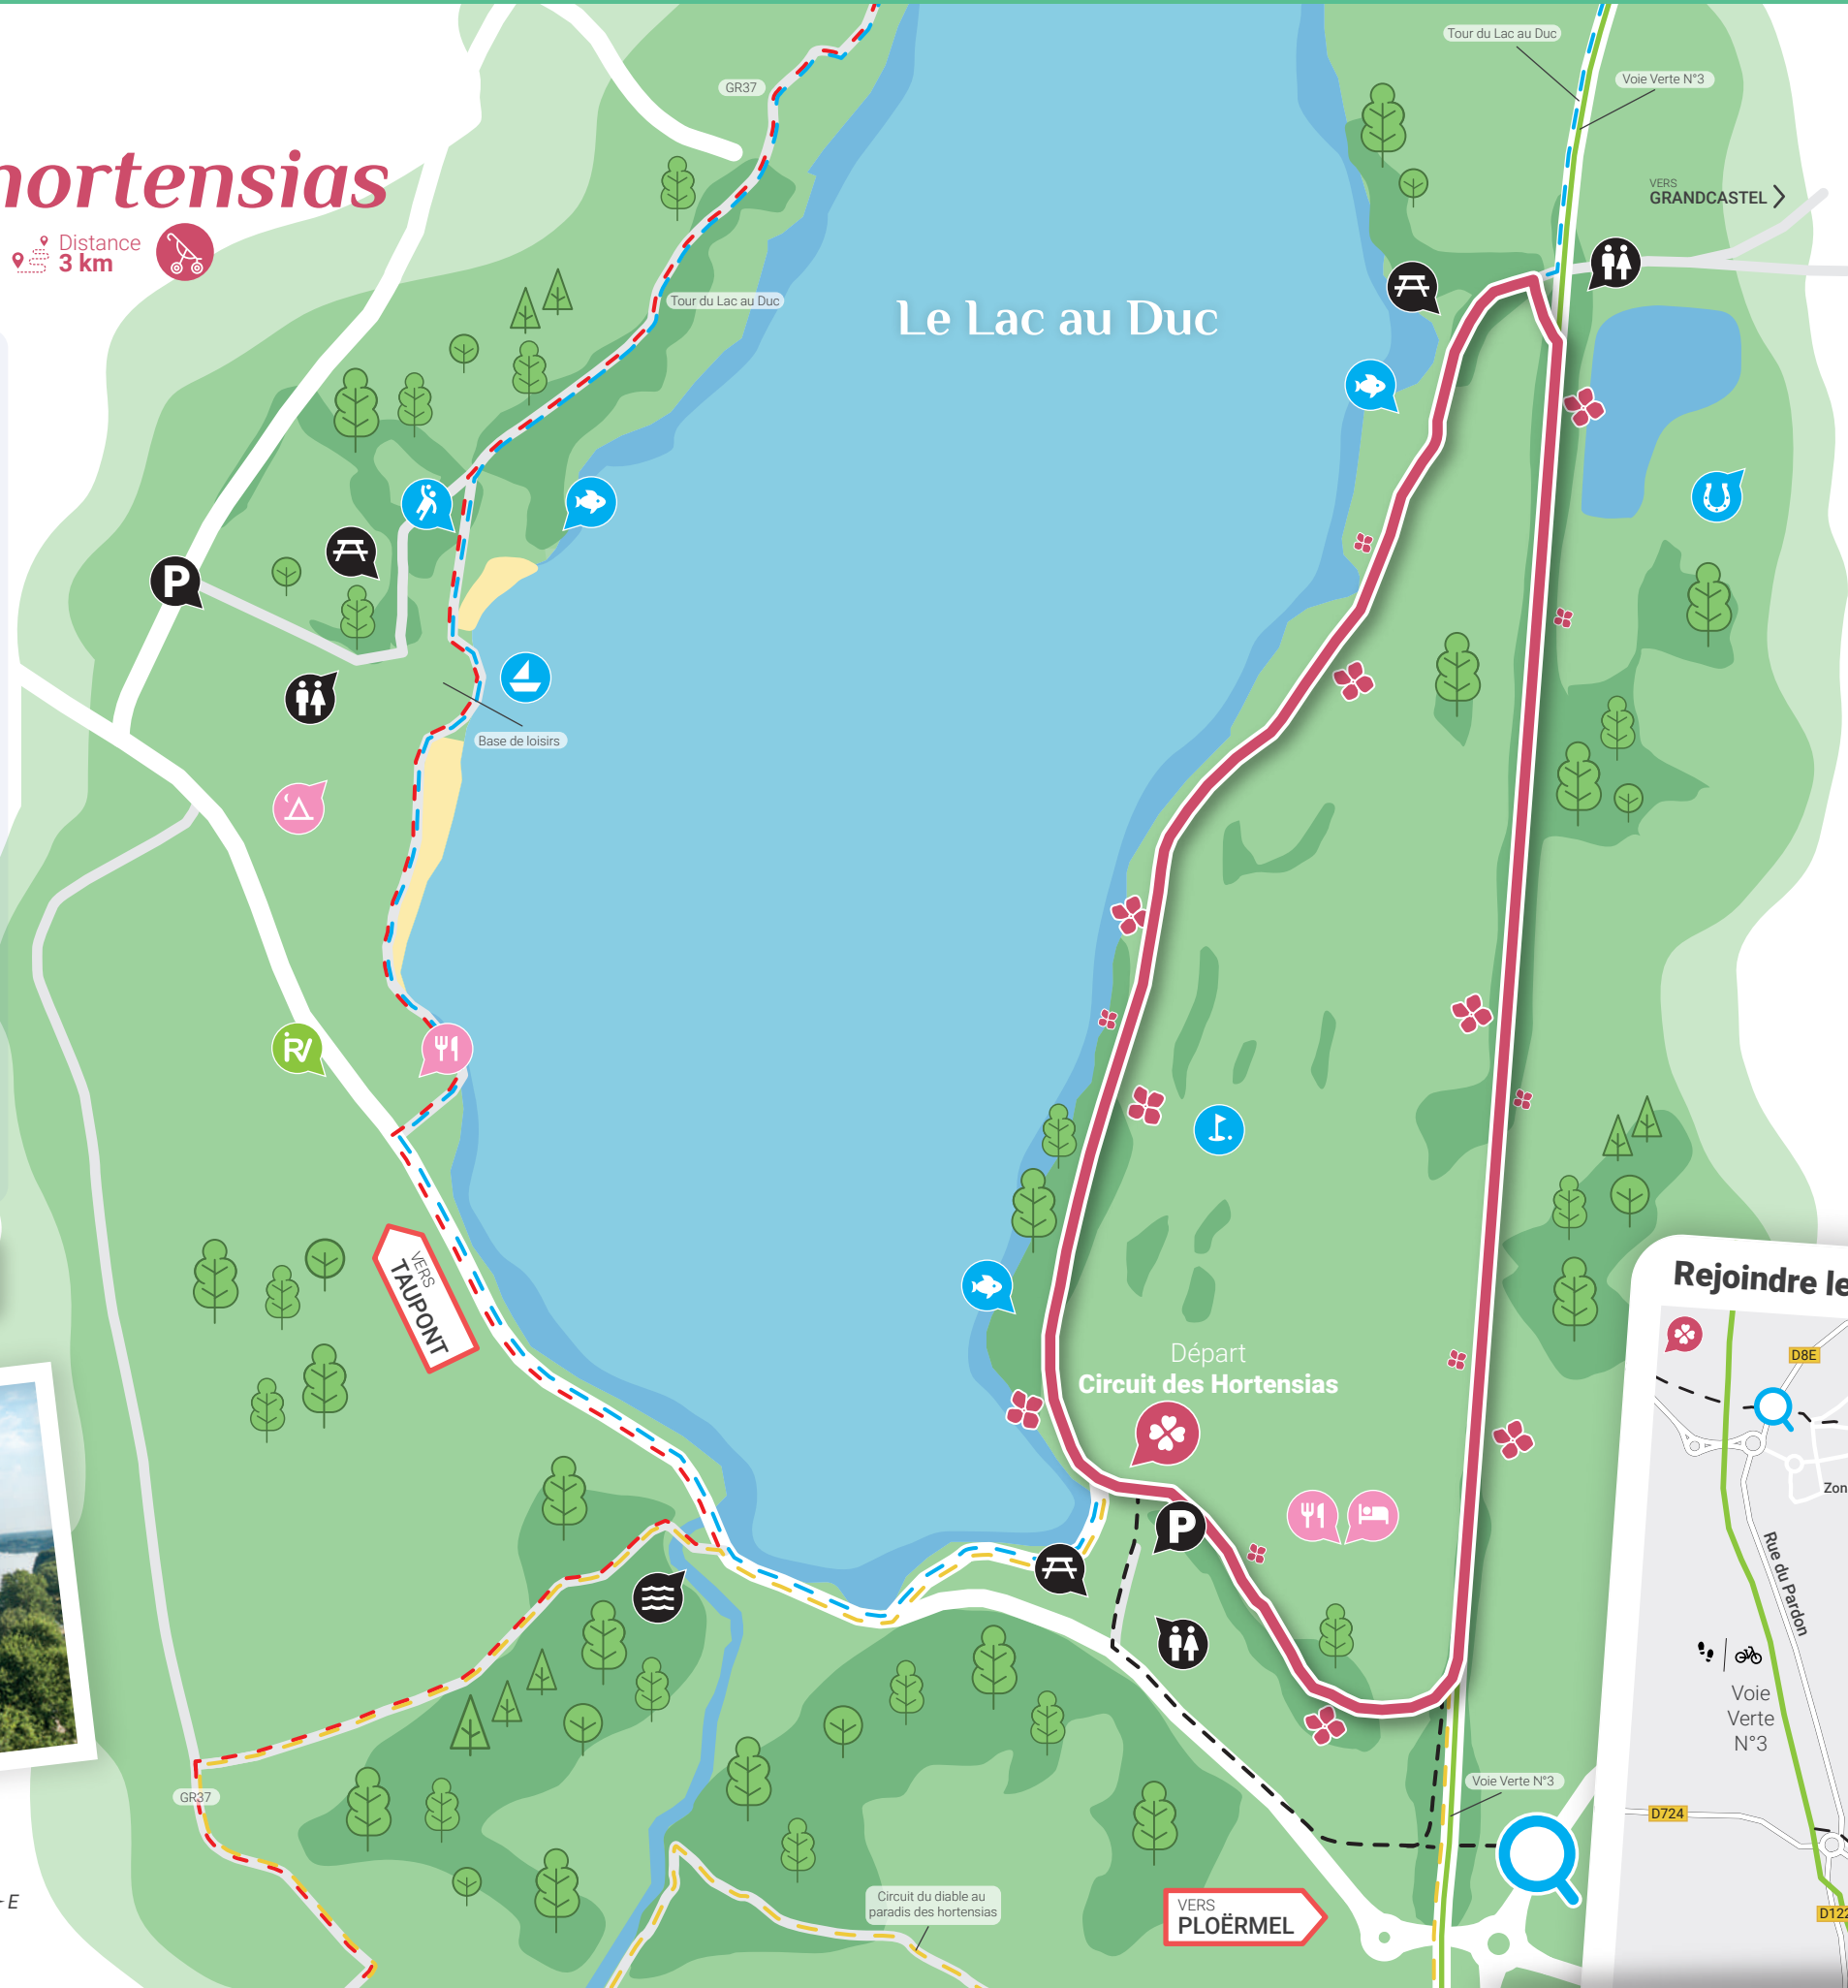 Tour du Lac au Duc
Voie Verte N°3
GR37
hortensias
VERS
GRANDCASTEL
Distance
3 km
Tour du Lac au Duc
Le Lac au Duc
P
Base de loisirs
RV
VERS
TAUPONT
Rejoindre le
D8E
Départ
Circuit des Hortensias
P
Zon
Rue du Pardon
Voie
Verte
N°3
Voie Verte N°3
GR37
D724
E
Circuit du diable au
paradis des hortensias
VERS
PLOËRMEL
D122